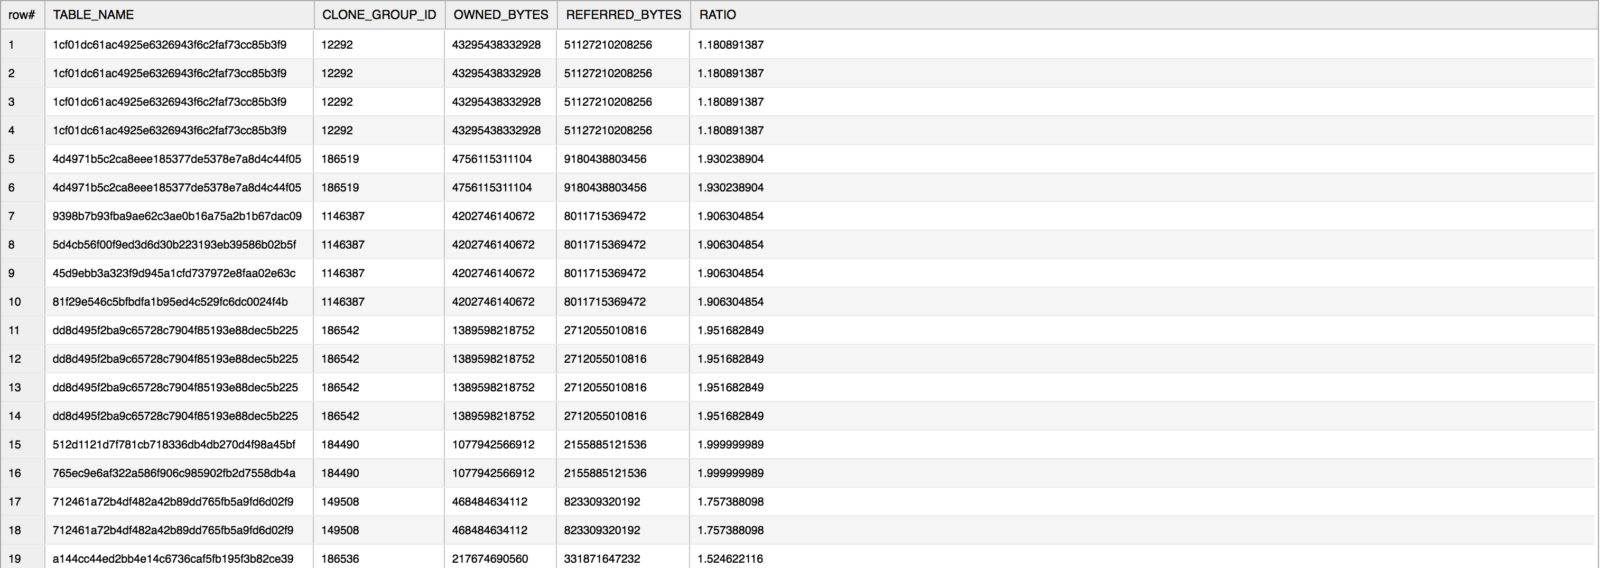 row# TABLE_NAME CLONE_GROUP_ID OWNED_BYTES REFERRED_BYTES RATIO
1 1cf01dc61ac4925e6326943f6c2faf73cc85b3f9 12292 43295438332928 51127210208256 1.180891387
2 1cf01dc61ac4925e6326943f6c2faf73cc85b3f9 12292 43295438332928 51127210208256 1.180891387
3 1cf01dc61ac4925e6326943f6c2faf73cc85b3f9 12292 43295438332928 51127210208256 1.180891387
4 1cf01dc61ac4925e6326943f6c2faf73cc85b3f9 12292 43295438332928 51127210208256 1.180891387
5 4d4971b5c2ca8eee185377de5378e7a8d4c44f05 186519 4756115311104 9180438803456 1.930238904
6 4d4971b5c2ca8eee185377de5378e7a8d4c44f05 186519 4756115311104 9180438803456 1.930238904
7 9398b7b93fba9ae62c3ae0b16a75a2b1b67dac09 1146387 4202746140672 8011715369472 1.906304854
8 5d4cb56f00f9ed3d6d30b223193eb39586b02b5f 1146387 4202746140672 8011715369472 1.906304854
9 45d9ebb3a323f9d945a1cfd737972e8faa02e63c 1146387 4202746140672 8011715369472 1.906304854
10 81f29e546c5bfbdfa1b95ed4c529fc6dc0024f4b 1146387 4202746140672 8011715369472 1.906304854
11 dd8d495f2ba9c65728c7904f85193e88dec5b225 186542 1389598218752 2712055010816 1.951682849
12 dd8d495f2ba9c65728c7904f85193e88dec5b225 186542 1389598218752 2712055010816 1.951682849
13 dd8d495f2ba9c65728c7904f85193e88dec5b225 186542 1389598218752 2712055010816 1.951682849
14 dd8d495f2ba9c65728c7904f85193e88dec5b225 186542 1389598218752 2712055010816 1.951682849
15 512d1121d7f781cb718336db4db270d4f98a45bf 184490 1077942566912 2155885121536 1.999999989
16 765ec9e6af322a586f906c985902fb2d7558db4a 184490 1077942566912 2155885121536 1.999999989
17 712461a72b4df482a42b89dd765fb5a9fd6d02f9 149508 468484634112 823309320192 1.757388098
18 712461a72b4df482a42b89dd765fb5a9fd6d02f9 149508 468484634112 823309320192 1.757388098
19 a144cc44ed2bb4e14c6736caf5fb195f3b82ce39 186536 217674690560 331871647232 1.524622116